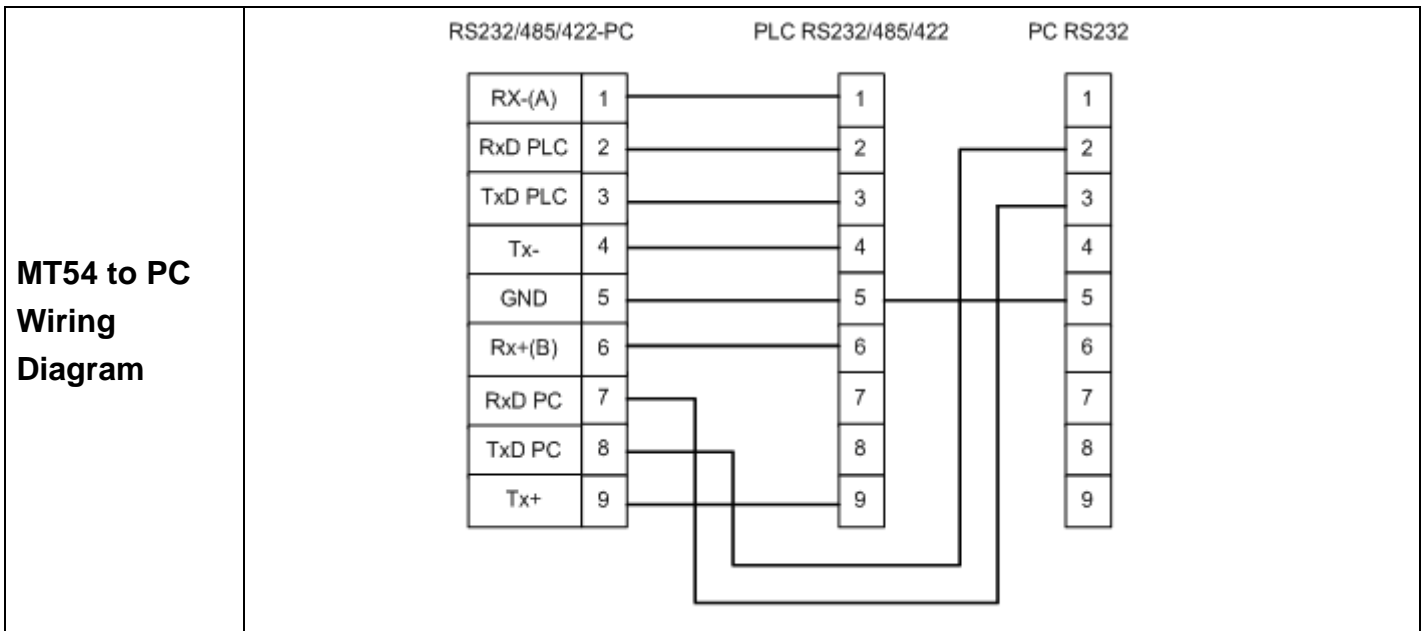 MT54 to PC
Wiring
Diagram
RS232/485/422-PC PLC RS232/485/422 PC RS232
RX-(A) 1 1 1
RxD PLC 2 2 2
TxD PLC 3 3 3
Tx- 4 4 4
GND 5 5 5
Rx+(B) 6 6 6
RxD PC 7 7 7
TxD PC 8 8 8
Tx+ 9 9 9